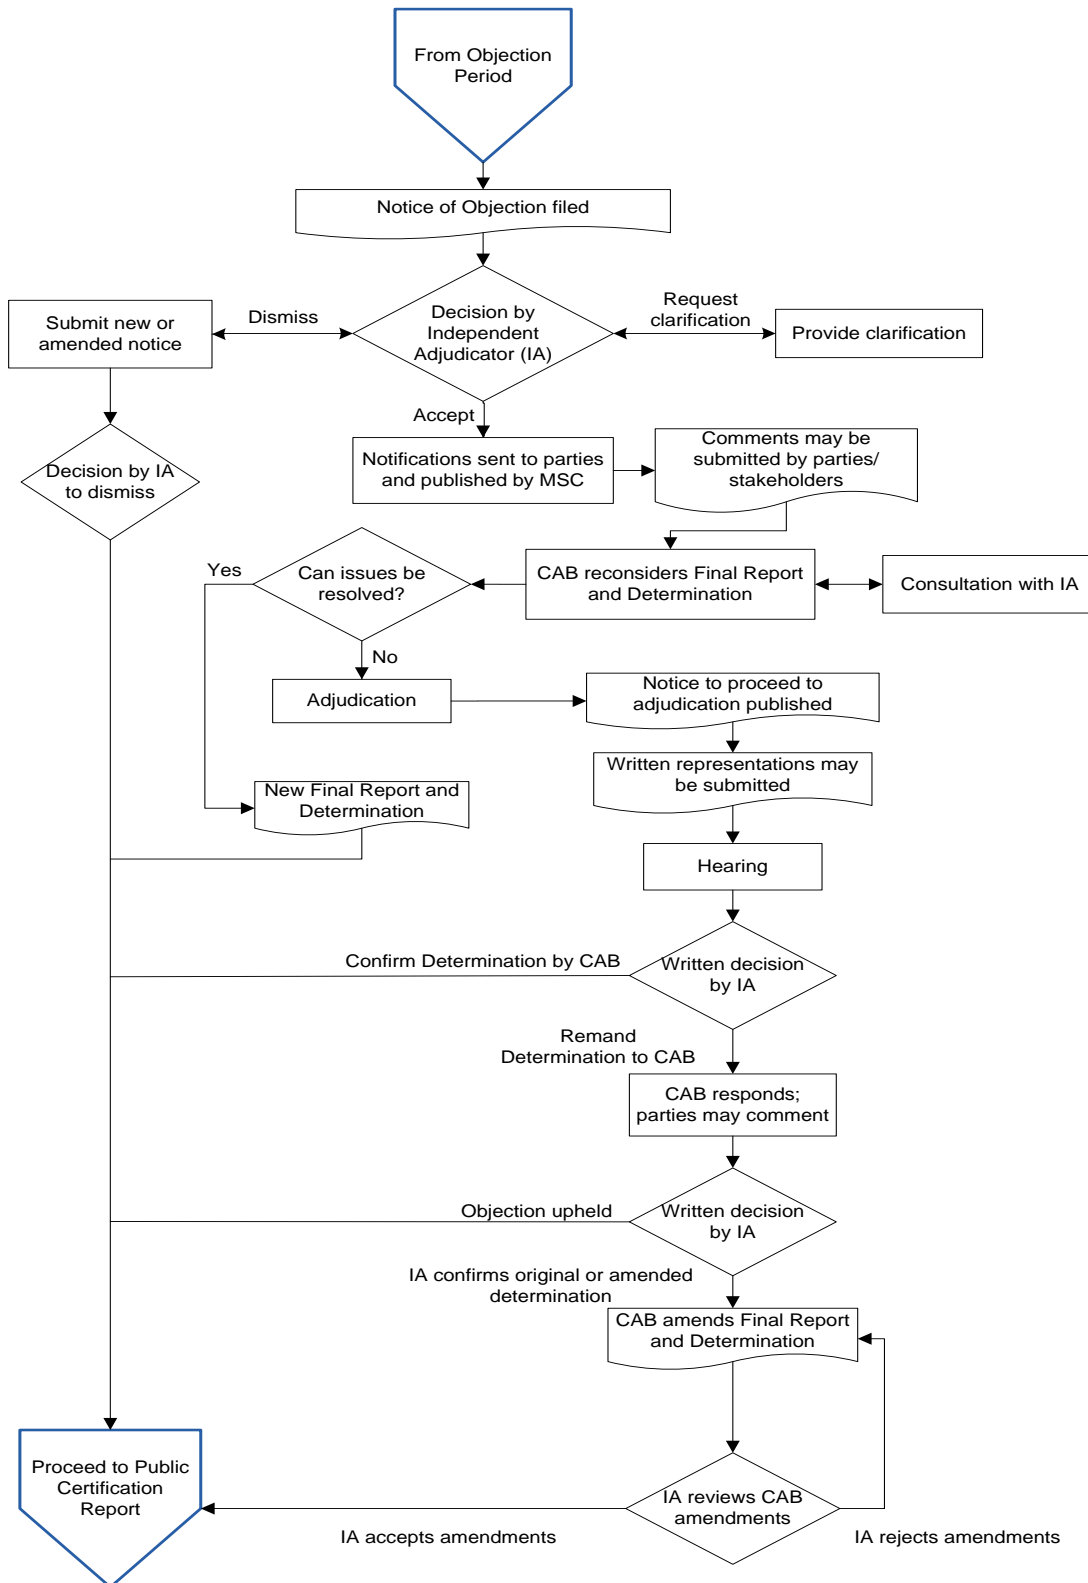 From Objection
Period
Notice of Objection filed
Submit new or
amended notice
Dismiss
Decision by
Independent
Adjudicator (IA)
Request
clarification
Provide clarification
Accept
Decision by IA
to dismiss
Notifications sent to parties
and published by MSC
Comments may be
submitted by parties/
stakeholders
Yes
Can issues be
resolved?
CAB reconsiders Final Report
and Determination
Consultation with IA
No
Adjudication
Notice to proceed to
adjudication published
Written representations may
be submitted
New Final Report and
Determination
Hearing
Confirm Determination by CAB
Written decision
by IA
Remand
Determination to CAB
CAB responds;
parties may comment
Objection upheld
Written decision
by IA
IA confirms original or amended
determination
CAB amends Final Report
and Determination
Proceed to Public
Certification
Report
IA reviews CAB
amendments
IA accepts amendments
IA rejects amendments